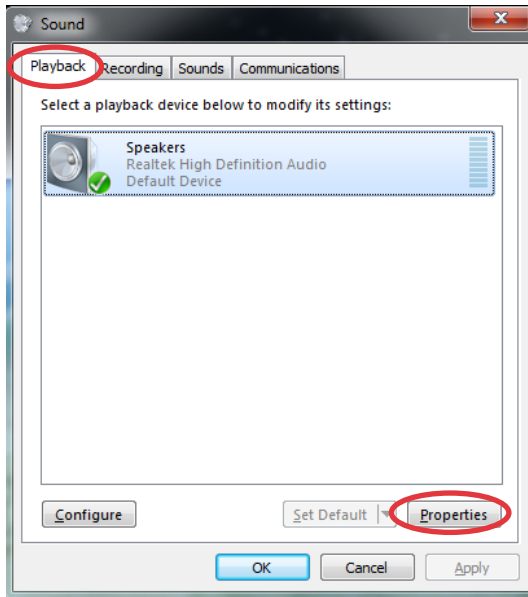 Sound
Playback Recording Sounds Communications
Select a playback device below to modify its settings:
Speakers
Realtek High Definition Audio
Default Device
Configure Set Default Properties
OK Cancel Apply